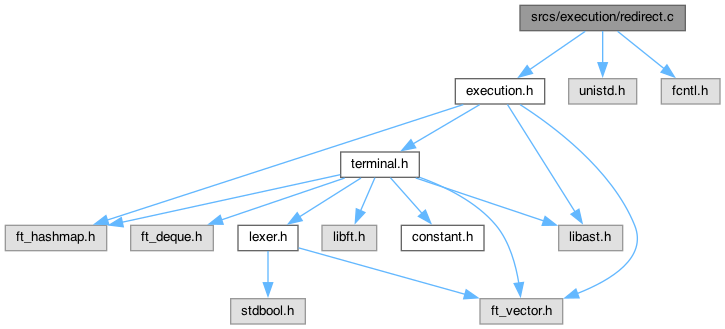 srcs/execution/redirect.c
execution.h
unistd.h
fcntl.h
terminal.h
ft_hashmap.h
ft_deque.h
lexer.h
libft.h
constant.h
libast.h
stdbool.h
ft_vector.h